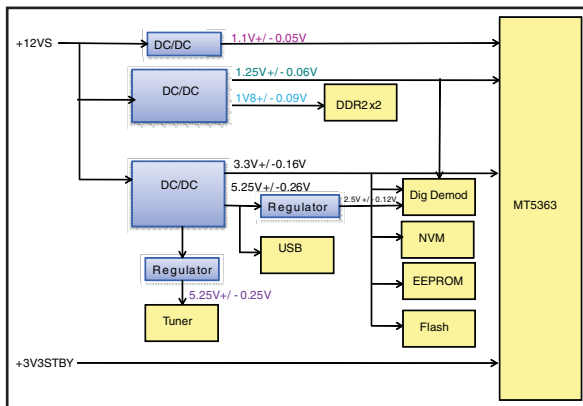 +12VS
DC/DC
1.1V+/- 0.05V
DC/DC
1.25V+/- 0.06V
1V8+/- 0.09V
DDR2x2
MT5363
DC/DC
3.3V+/-0.16V
5.25V+/-0.26V
Regulator
2.5V+/-0.12V
Dig Demod
NVM
USB
Regulator
EEPROM
5.25V+/- 0.25V
Tuner
Flash
+3V3STBY